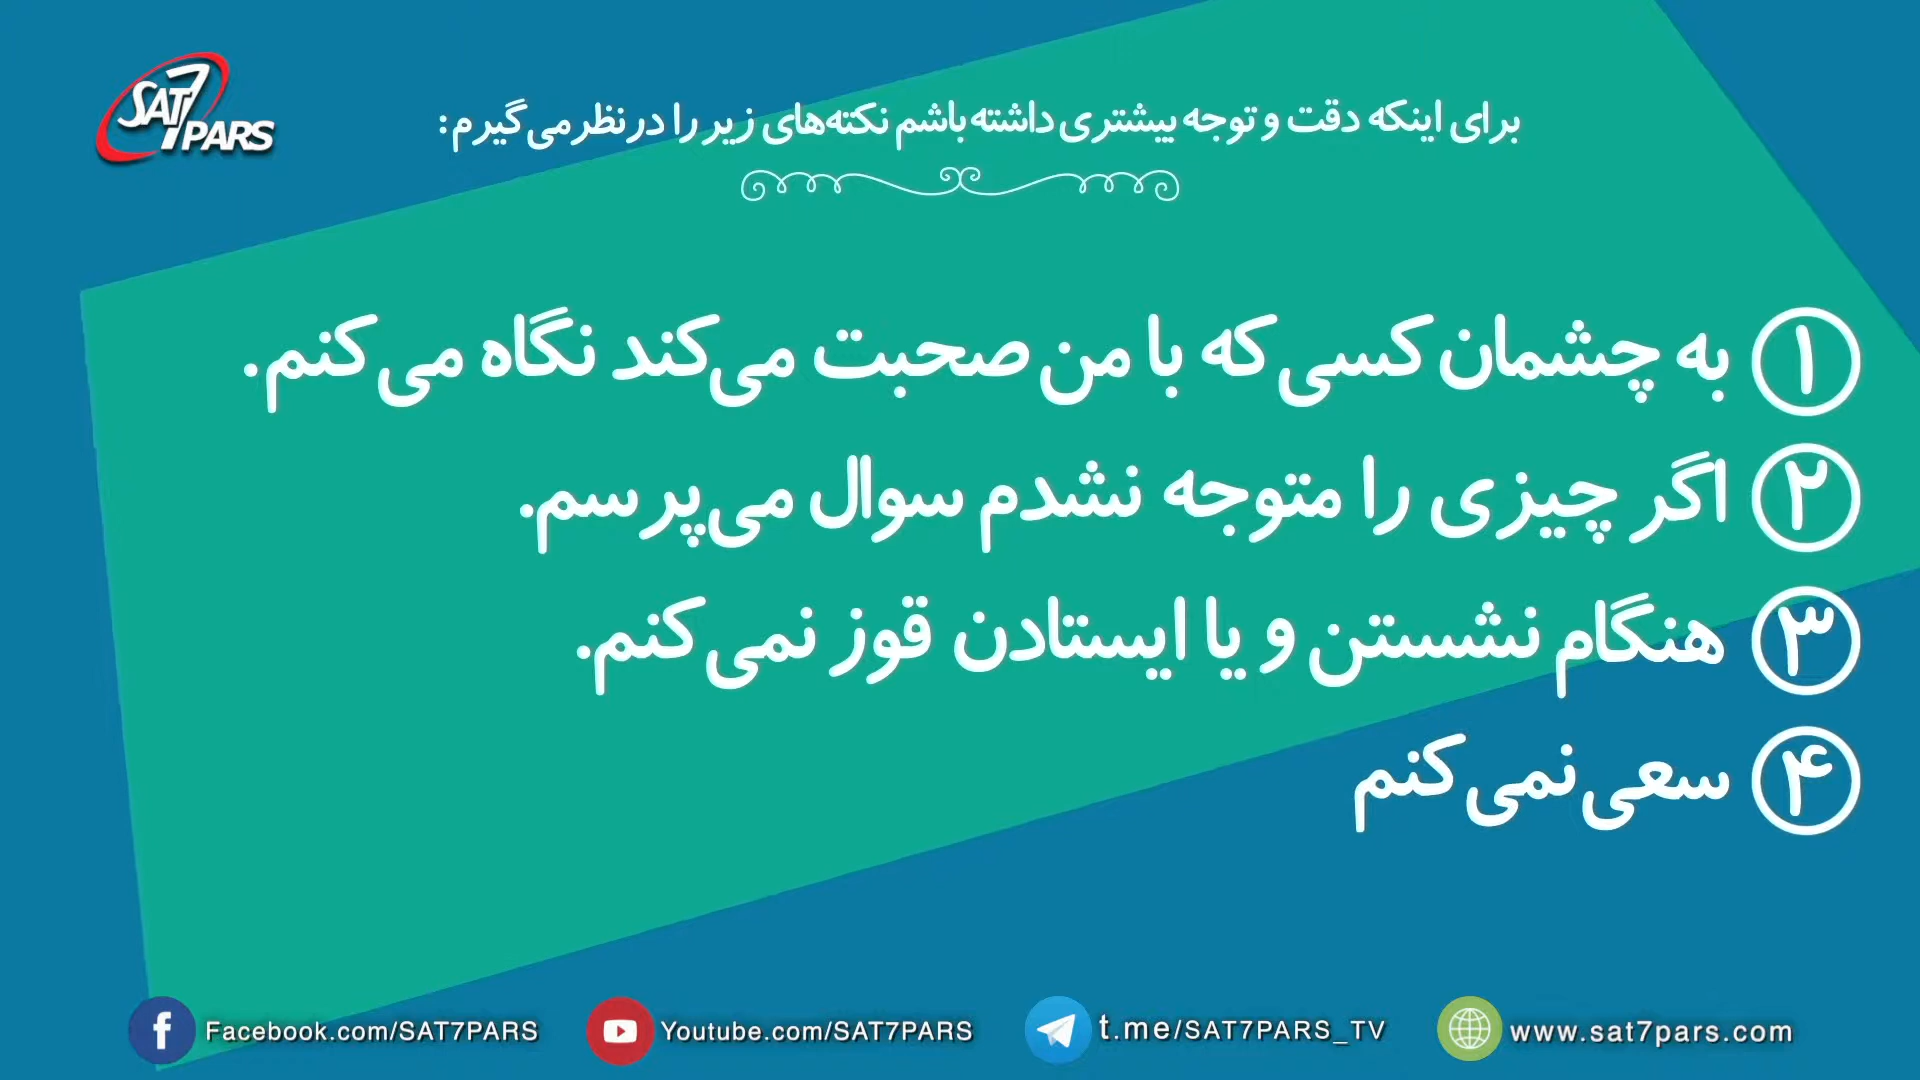 SAT7PARS
برای اینکه دقت و توجه بیشتری داشته باشم نکته‌های زیر را در نظر می‌گیرم:
۱ به چشمان کسی که با من صحبت می‌کند نگاه می‌کنم.
۲ اگر چیزی را متوجه نشدم سوال می‌پرسم.
۳ هنگام نشستن و یا ایستادن قوز نمی‌کنم.
۴ سعی نمی‌کنم
Facebook.com/SAT7PARS Youtube.com/SAT7PARS t.me/SAT7PARS_TV www.sat7pars.com